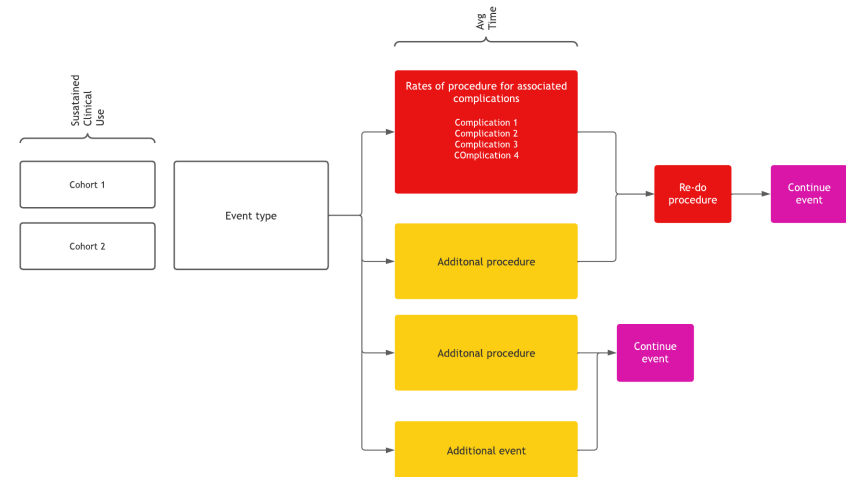 Avg
Time
Susatained
Clinical
Use
Rates of procedure for associated
complications
Complication 1
Complication 2
Complication 3
COmplication 4
Cohort 1
Cohort 2
Event type
Re-do
procedure
Continue
event
Additonal procedure
Additonal procedure
Continue
event
Additional event